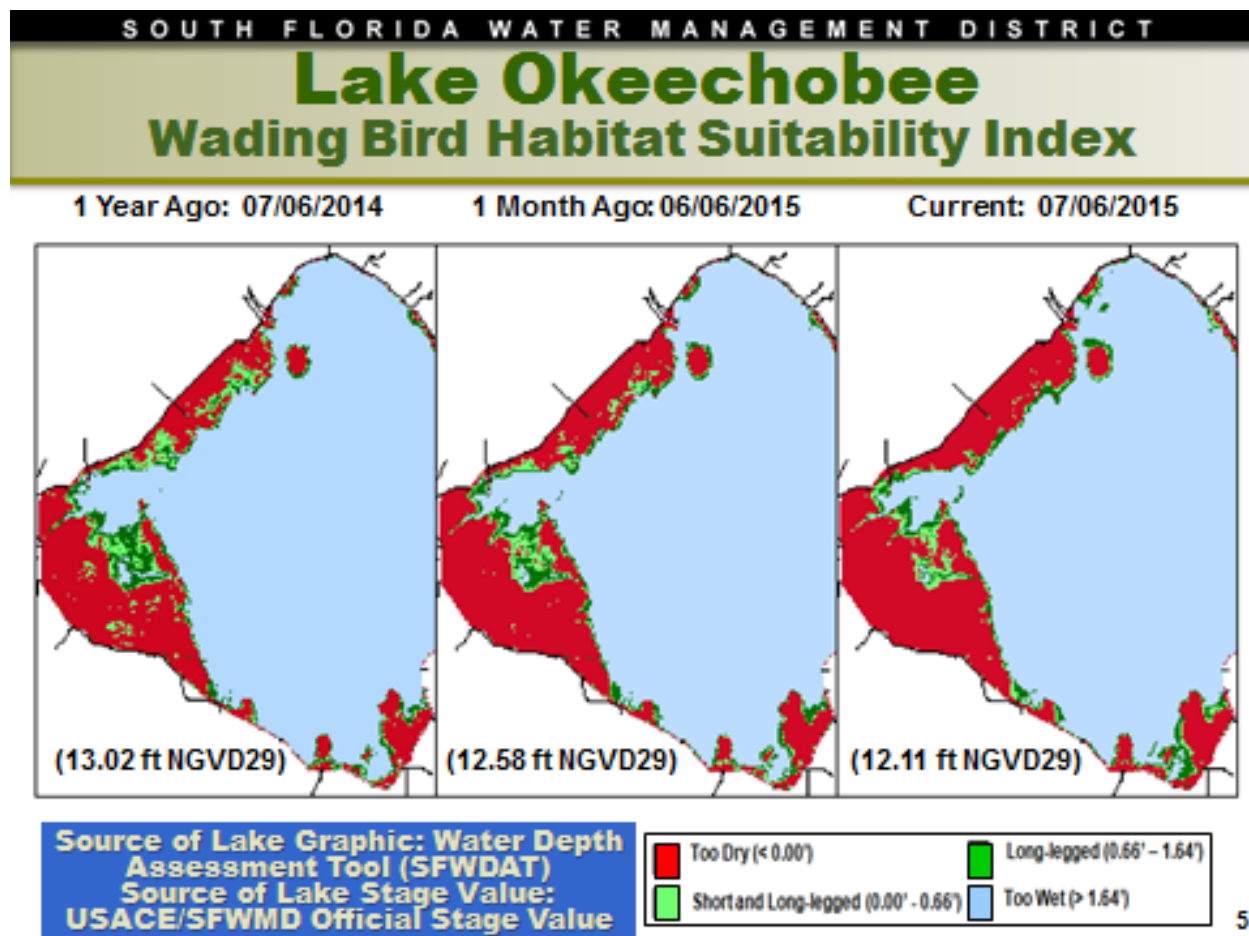 SOUTH FLORIDA WATER MANAGEMENT DISTRICT
Lake Okeechobee
Wading Bird Habitat Suitability Index
1 Year Ago: 07/06/2014
1 Month Ago: 06/06/2015
Current: 07/06/2015
(13.02 ft NGVD29)
(12.58 ft NGVD29)
(12.11 ft NGVD29)
Source of Lake Graphic: Water Depth
Assessment Tool (SFWDAT)
Source of Lake Stage Value:
USACE/SFWMD Official Stage Value
Too Dry (< 0.00')
Long-legged (0.66' – 1.64')
Short and Long-legged (0.00' - 0.66')
Too Wet (> 1.64')
5